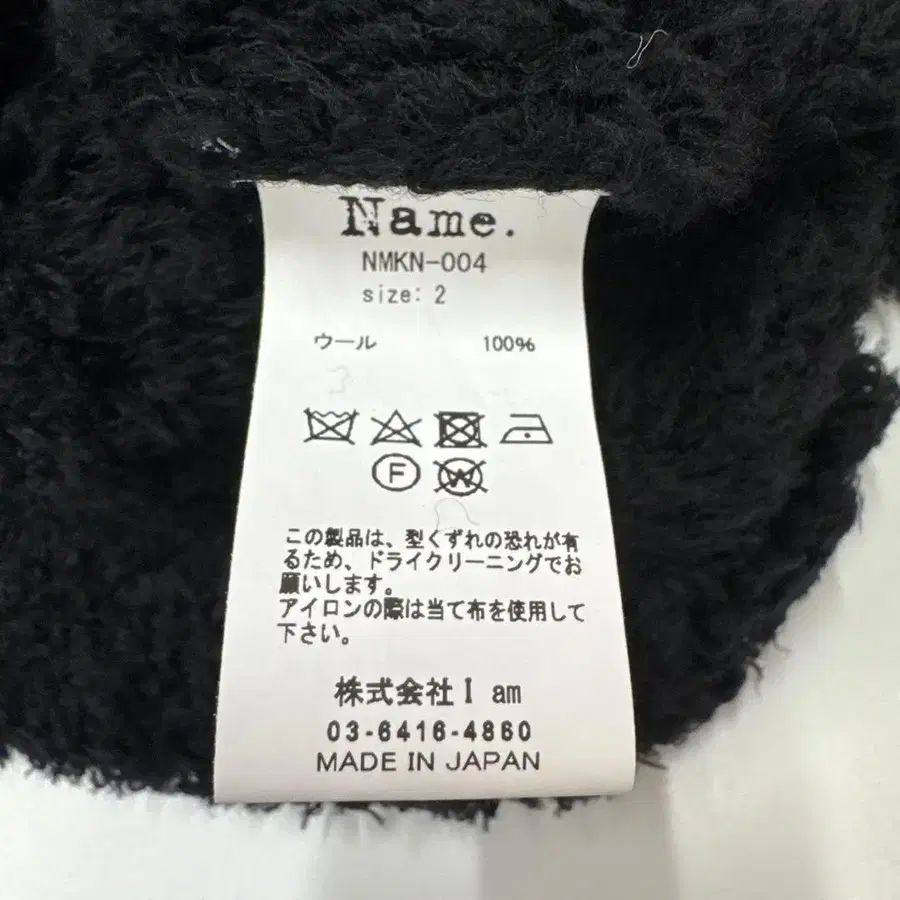 Name.
NMKN-004
size: 2
ウール 100%
F W
この製品は、型くずれの恐れが有
るため、ドライクリーニングでお
願いします。
アイロンの際は当て布を使用して
下さい。
株式会社I am
03-6416-4860
MADE IN JAPAN